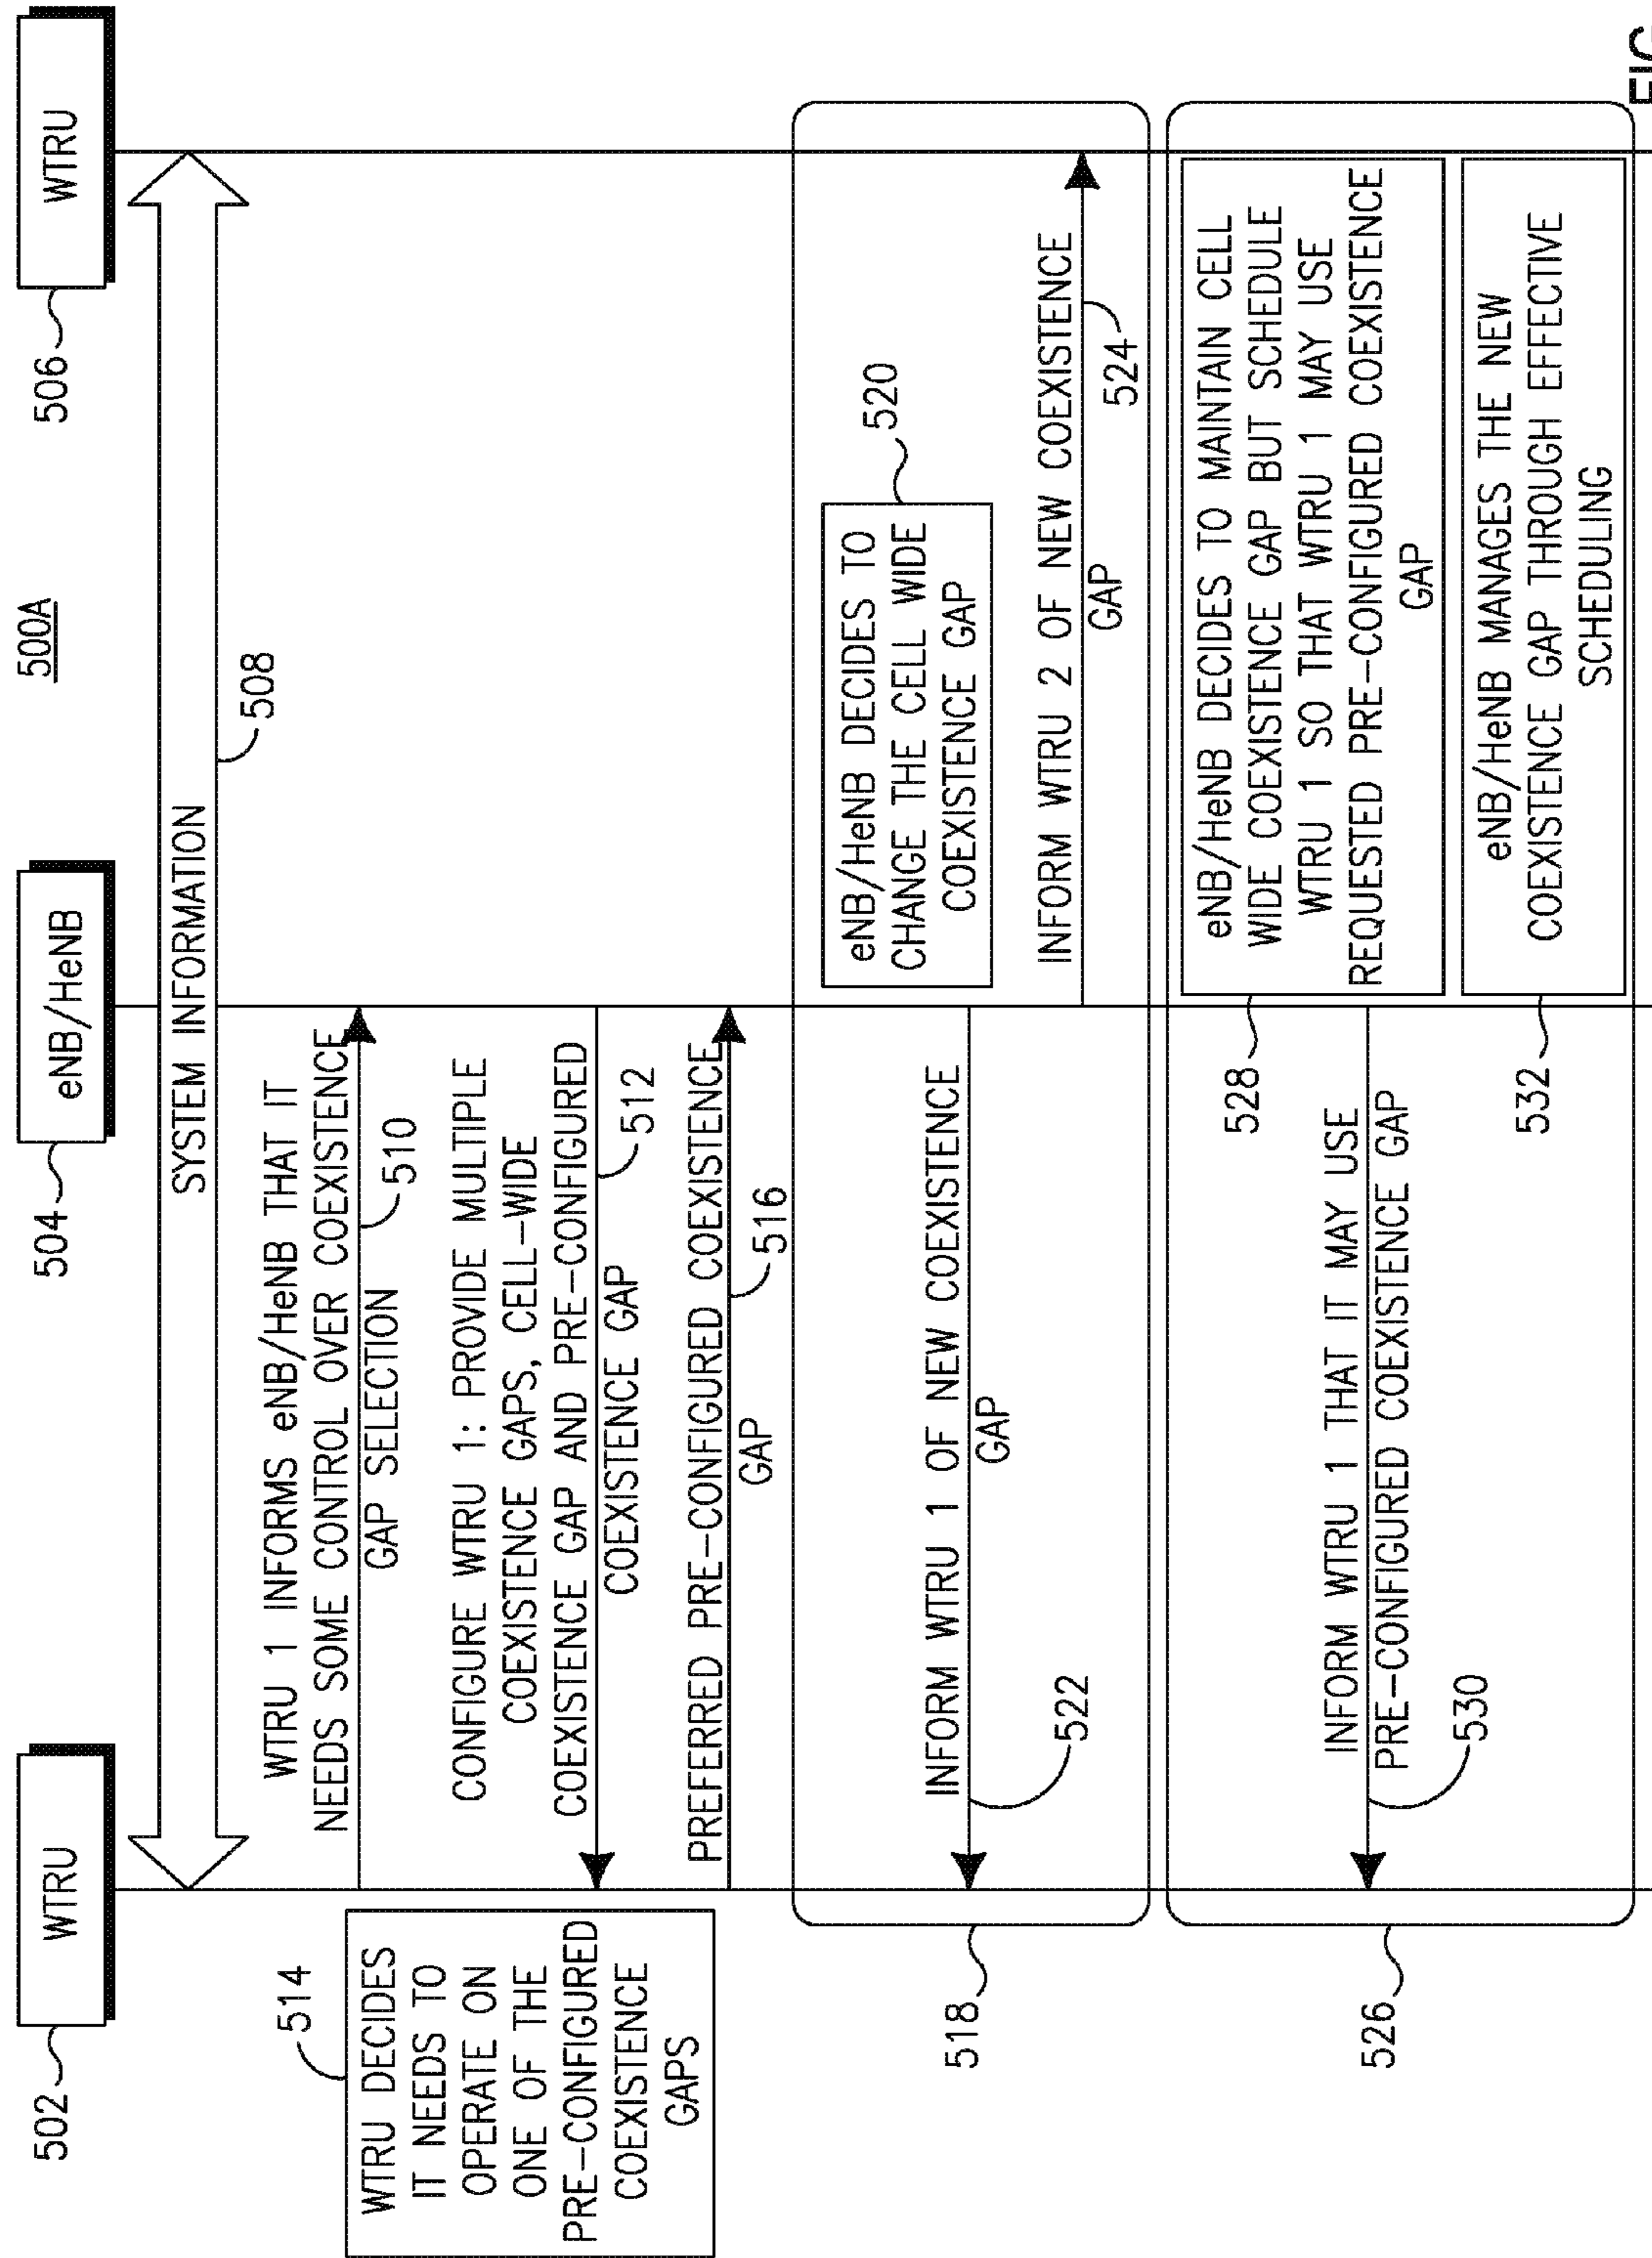 500A
502
WTRU
504
eNB/HeNB
506
WTRU
SYSTEM INFORMATION
508
WTRU 1 INFORMS eNB/HeNB THAT IT
NEEDS SOME CONTROL OVER COEXISTENCE
GAP SELECTION
510
CONFIGURE WTRU 1: PROVIDE MULTIPLE
COEXISTENCE GAPS, CELL-WIDE
COEXISTENCE GAP AND PRE-CONFIGURED
COEXISTENCE GAP
512
514
WTRU DECIDES
IT NEEDS TO
OPERATE ON
ONE OF THE
PRE-CONFIGURED
COEXISTENCE
GAPS
PREFERRED PRE-CONFIGURED COEXISTENCE
GAP
516
518
520
eNB/HeNB DECIDES TO
CHANGE THE CELL WIDE
COEXISTENCE GAP
INFORM WTRU 1 OF NEW COEXISTENCE
GAP
522
INFORM WTRU 2 OF NEW COEXISTENCE
GAP
524
526
528
eNB/HeNB DECIDES TO MAINTAIN CELL
WIDE COEXISTENCE GAP BUT SCHEDULE
WTRU 1 SO THAT WTRU 1 MAY USE
REQUESTED PRE-CONFIGURED COEXISTENCE
GAP
INFORM WTRU 1 THAT IT MAY USE
PRE-CONFIGURED COEXISTENCE GAP
530
532
eNB/HeNB MANAGES THE NEW
COEXISTENCE GAP THROUGH EFFECTIVE
SCHEDULING
FIG